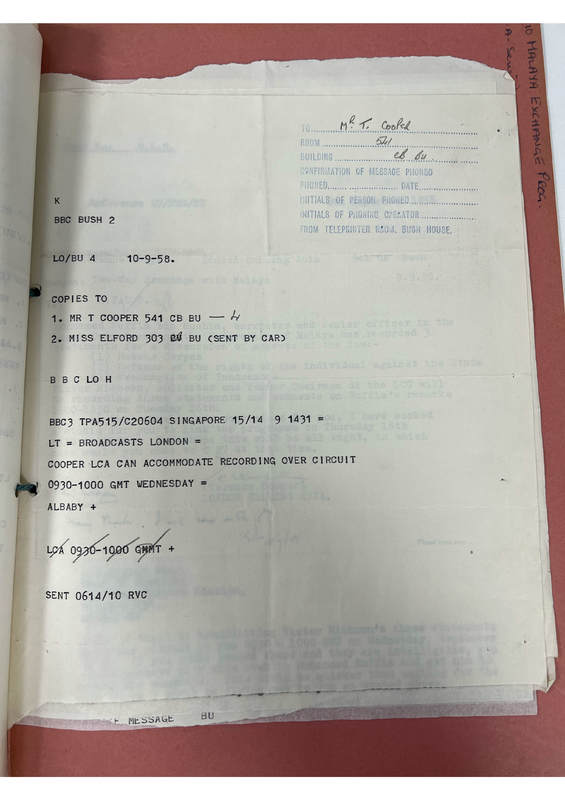 MALAYA EXCHANGE PROG.
TO Mr T. Cooper
ROOM 541
BUILDING CB BU
CONFIRMATION OF MESSAGE PHONED
PHONED DATE
INITIALS OF PERSON PHONED
INITIALS OF PHONING OPERATOR
FROM TELEPRINTER ROOM, BUSH HOUSE.
K
BBC BUSH 2
LO/BU 4 10-9-58.
COPIES TO
1. MR T COOPER 541 CB BU — 4
2. MISS ELFORD 303 BU (SENT BY CAR)
B B C LO H
BBC3 TPA515/C20604 SINGAPORE 15/14 9 1431 =
LT = BROADCASTS LONDON =
COOPER LCA CAN ACCOMMODATE RECORDING OVER CIRCUIT
0930-1000 GMT WEDNESDAY =
ALBABY +
LCA 0930-1000 GMMT +
SENT 0614/10 RVC
MESSAGE BU